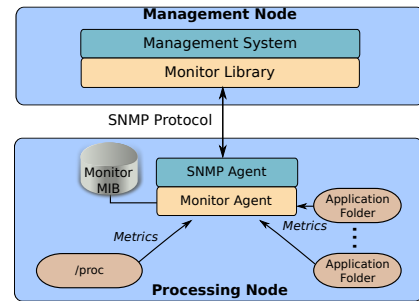 Management Node
Management System
Monitor Library
SNMP Protocol
Monitor
MIB
SNMP Agent
Monitor Agent
Application
Folder
Metrics
Metrics
/proc
Application
Folder
Processing Node